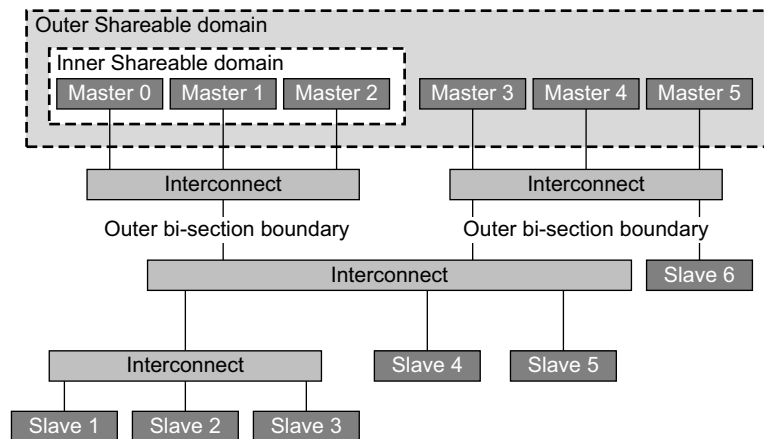 Outer Shareable domain
Inner Shareable domain
Master 0 Master 1 Master 2 Master 3 Master 4 Master 5
Interconnect Interconnect
Outer bi-section boundary Outer bi-section boundary
Interconnect Slave 6
Interconnect Slave 4 Slave 5
Slave 1 Slave 2 Slave 3